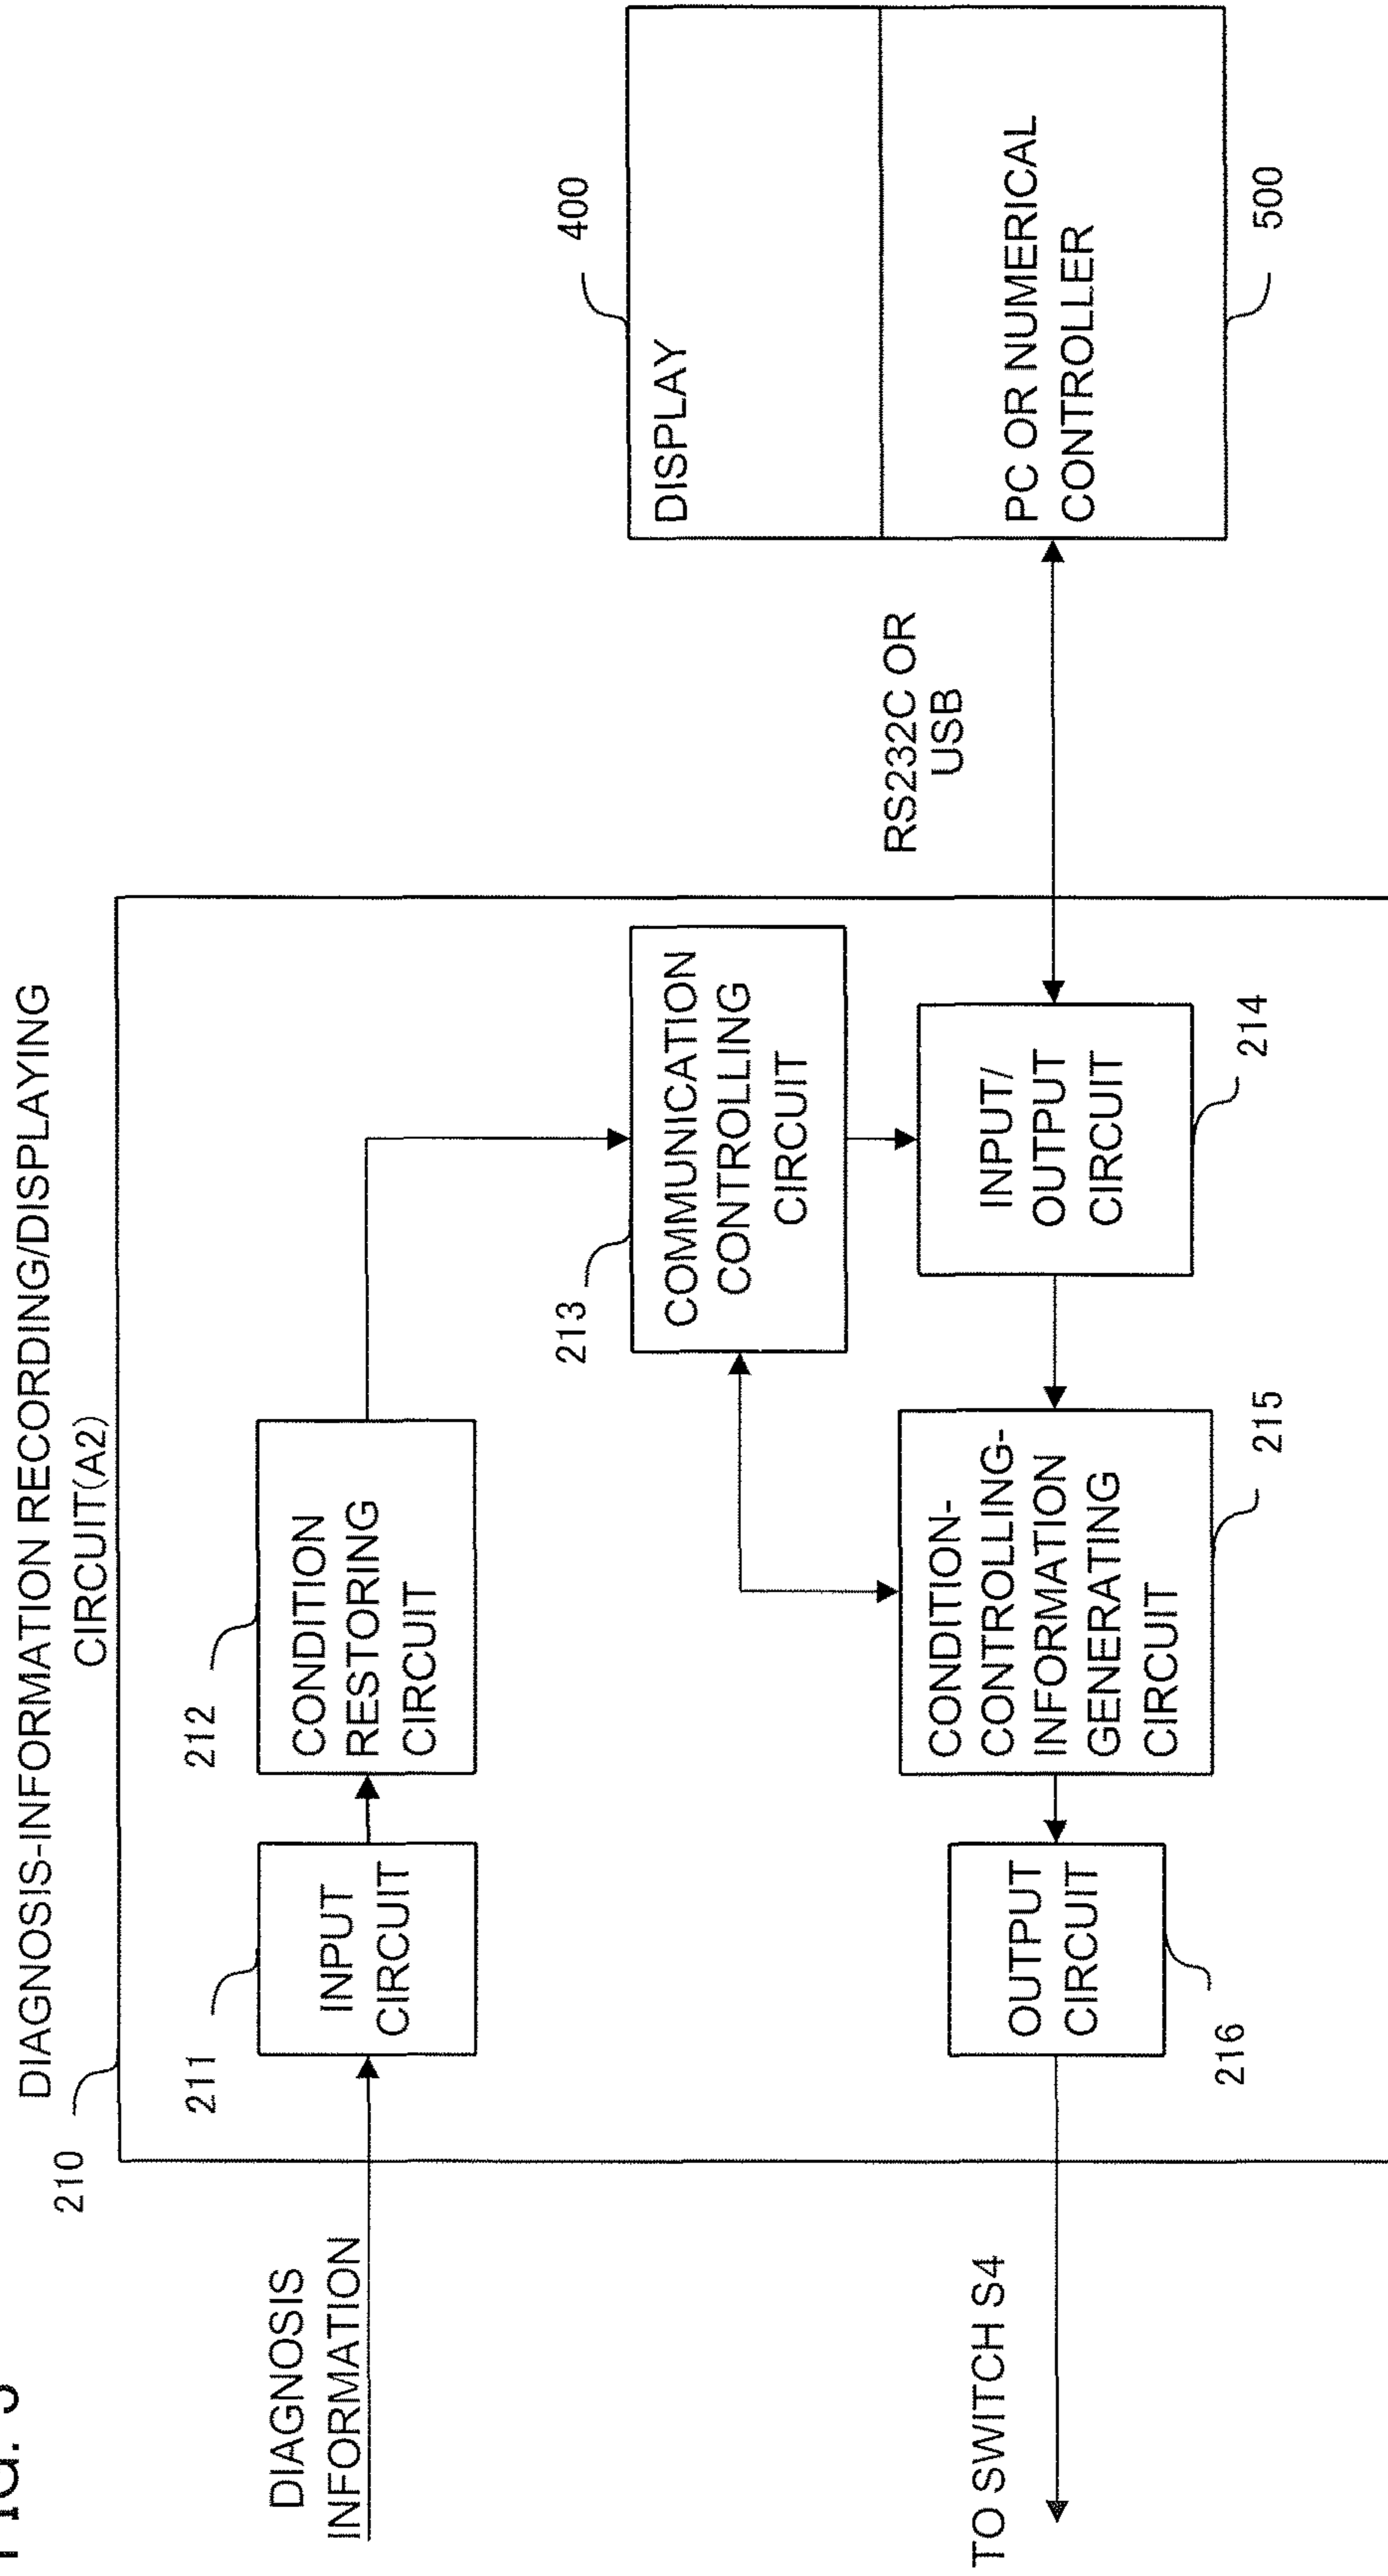 DIAGNOSIS-INFORMATION RECORDING/DISPLAYING
CIRCUIT(A2)
210
DIAGNOSIS
INFORMATION
211
INPUT
CIRCUIT
212
CONDITION
RESTORING
CIRCUIT
213
COMMUNICATION
CONTROLLING
CIRCUIT
400
DISPLAY
PC OR NUMERICAL
CONTROLLER
500
RS232C OR
USB
INPUT/
OUTPUT
CIRCUIT
214
CONDITION-
CONTROLLING-
INFORMATION
GENERATING
CIRCUIT
215
OUTPUT
CIRCUIT
216
TO SWITCH S4